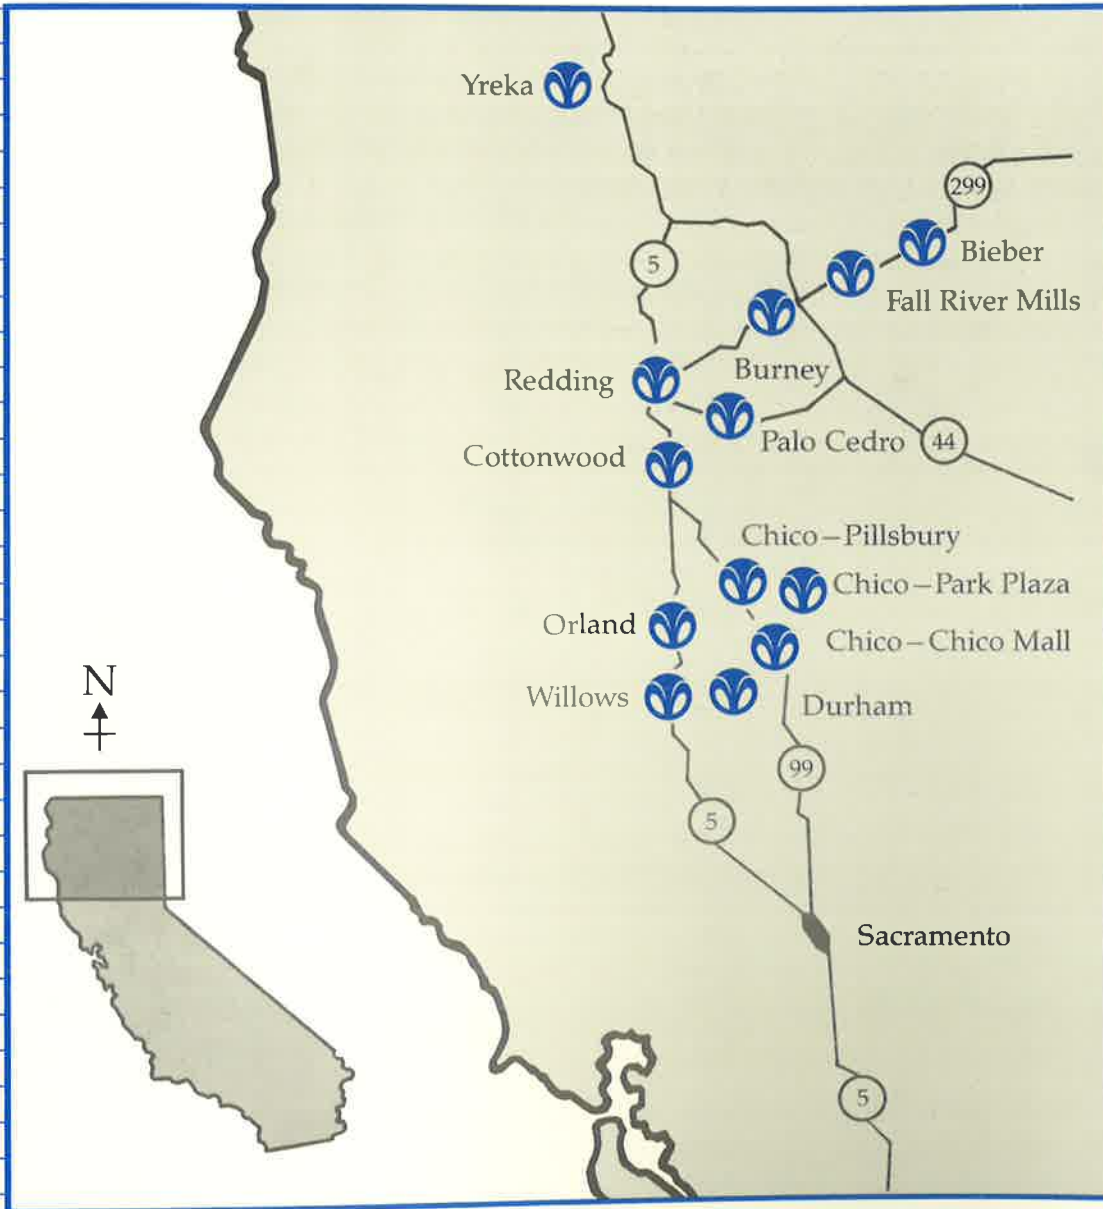 Yreka
299
Bieber
5
Fall River Mills
Burney
Redding
Palo Cedro
44
Cottonwood
Chico–Pillsbury
Chico–Park Plaza
Orland
Chico–Chico Mall
Willows
Durham
N
99
5
Sacramento
5